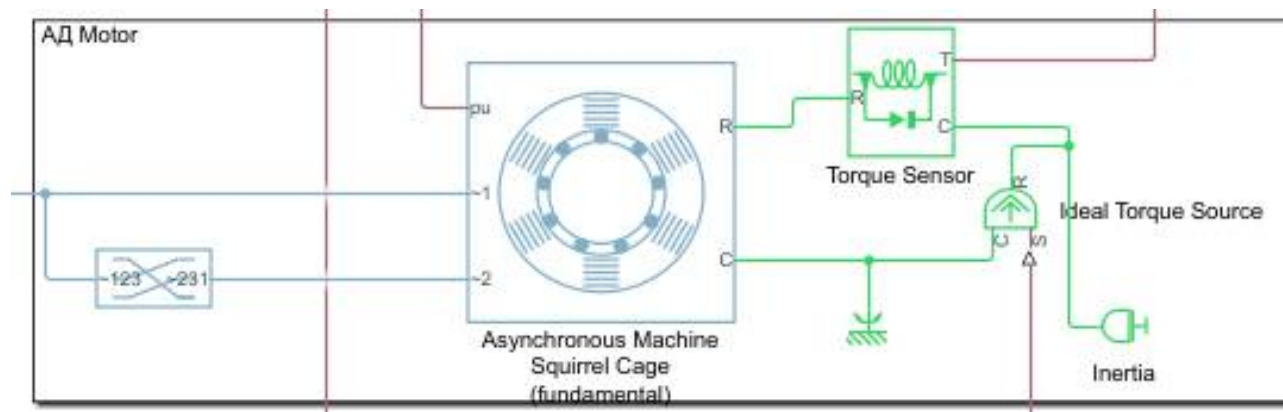 АД Motor
pu
~1
~2
R
C
~123
~231
Asynchronous Machine
Squirrel Cage
(fundamental)
R
T
C
Torque Sensor
R
C
S
Ideal Torque Source
Inertia